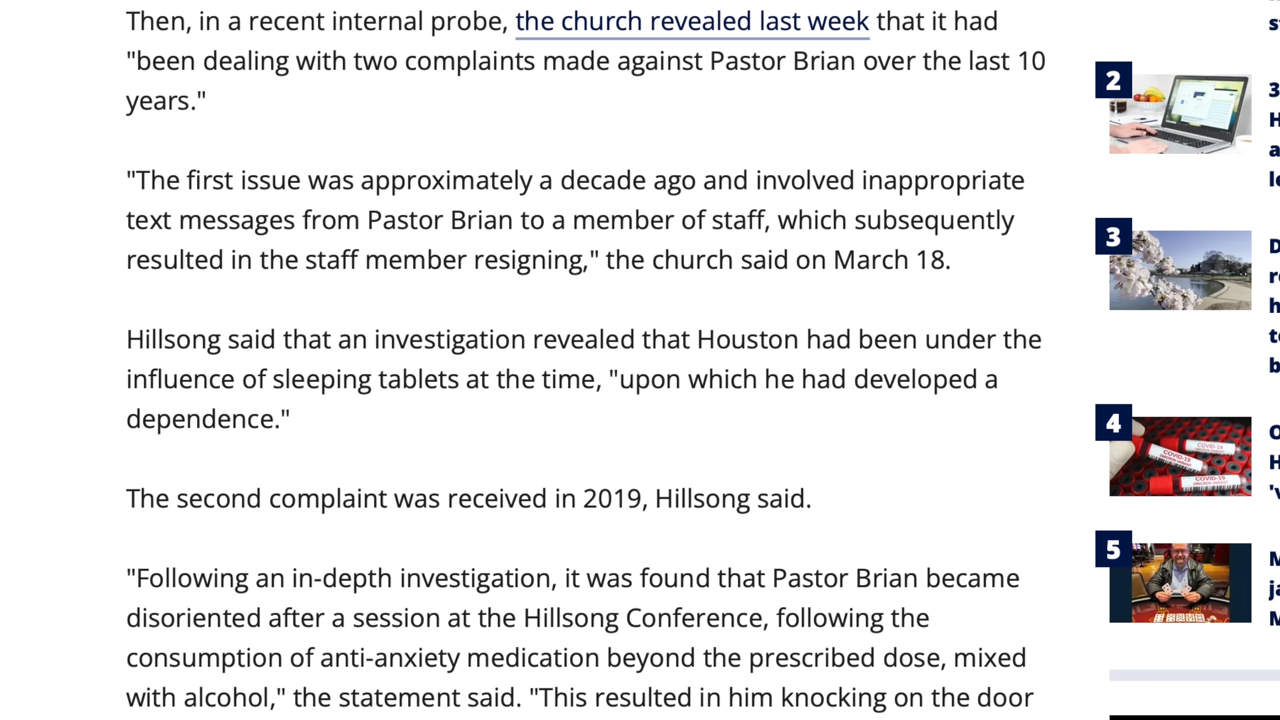 Then, in a recent internal probe, the church revealed last week that it had
"been dealing with two complaints made against Pastor Brian over the last 10
years."
"The first issue was approximately a decade ago and involved inappropriate
text messages from Pastor Brian to a member of staff, which subsequently
resulted in the staff member resigning," the church said on March 18.
Hillsong said that an investigation revealed that Houston had been under the
influence of sleeping tablets at the time, "upon which he had developed a
dependence."
The second complaint was received in 2019, Hillsong said.
"Following an in-depth investigation, it was found that Pastor Brian became
disoriented after a session at the Hillsong Conference, following the
consumption of anti-anxiety medication beyond the prescribed dose, mixed
with alcohol," the statement said. "This resulted in him knocking on the door
2
3
4
COVID-19
COVID-19
COVID-19
5